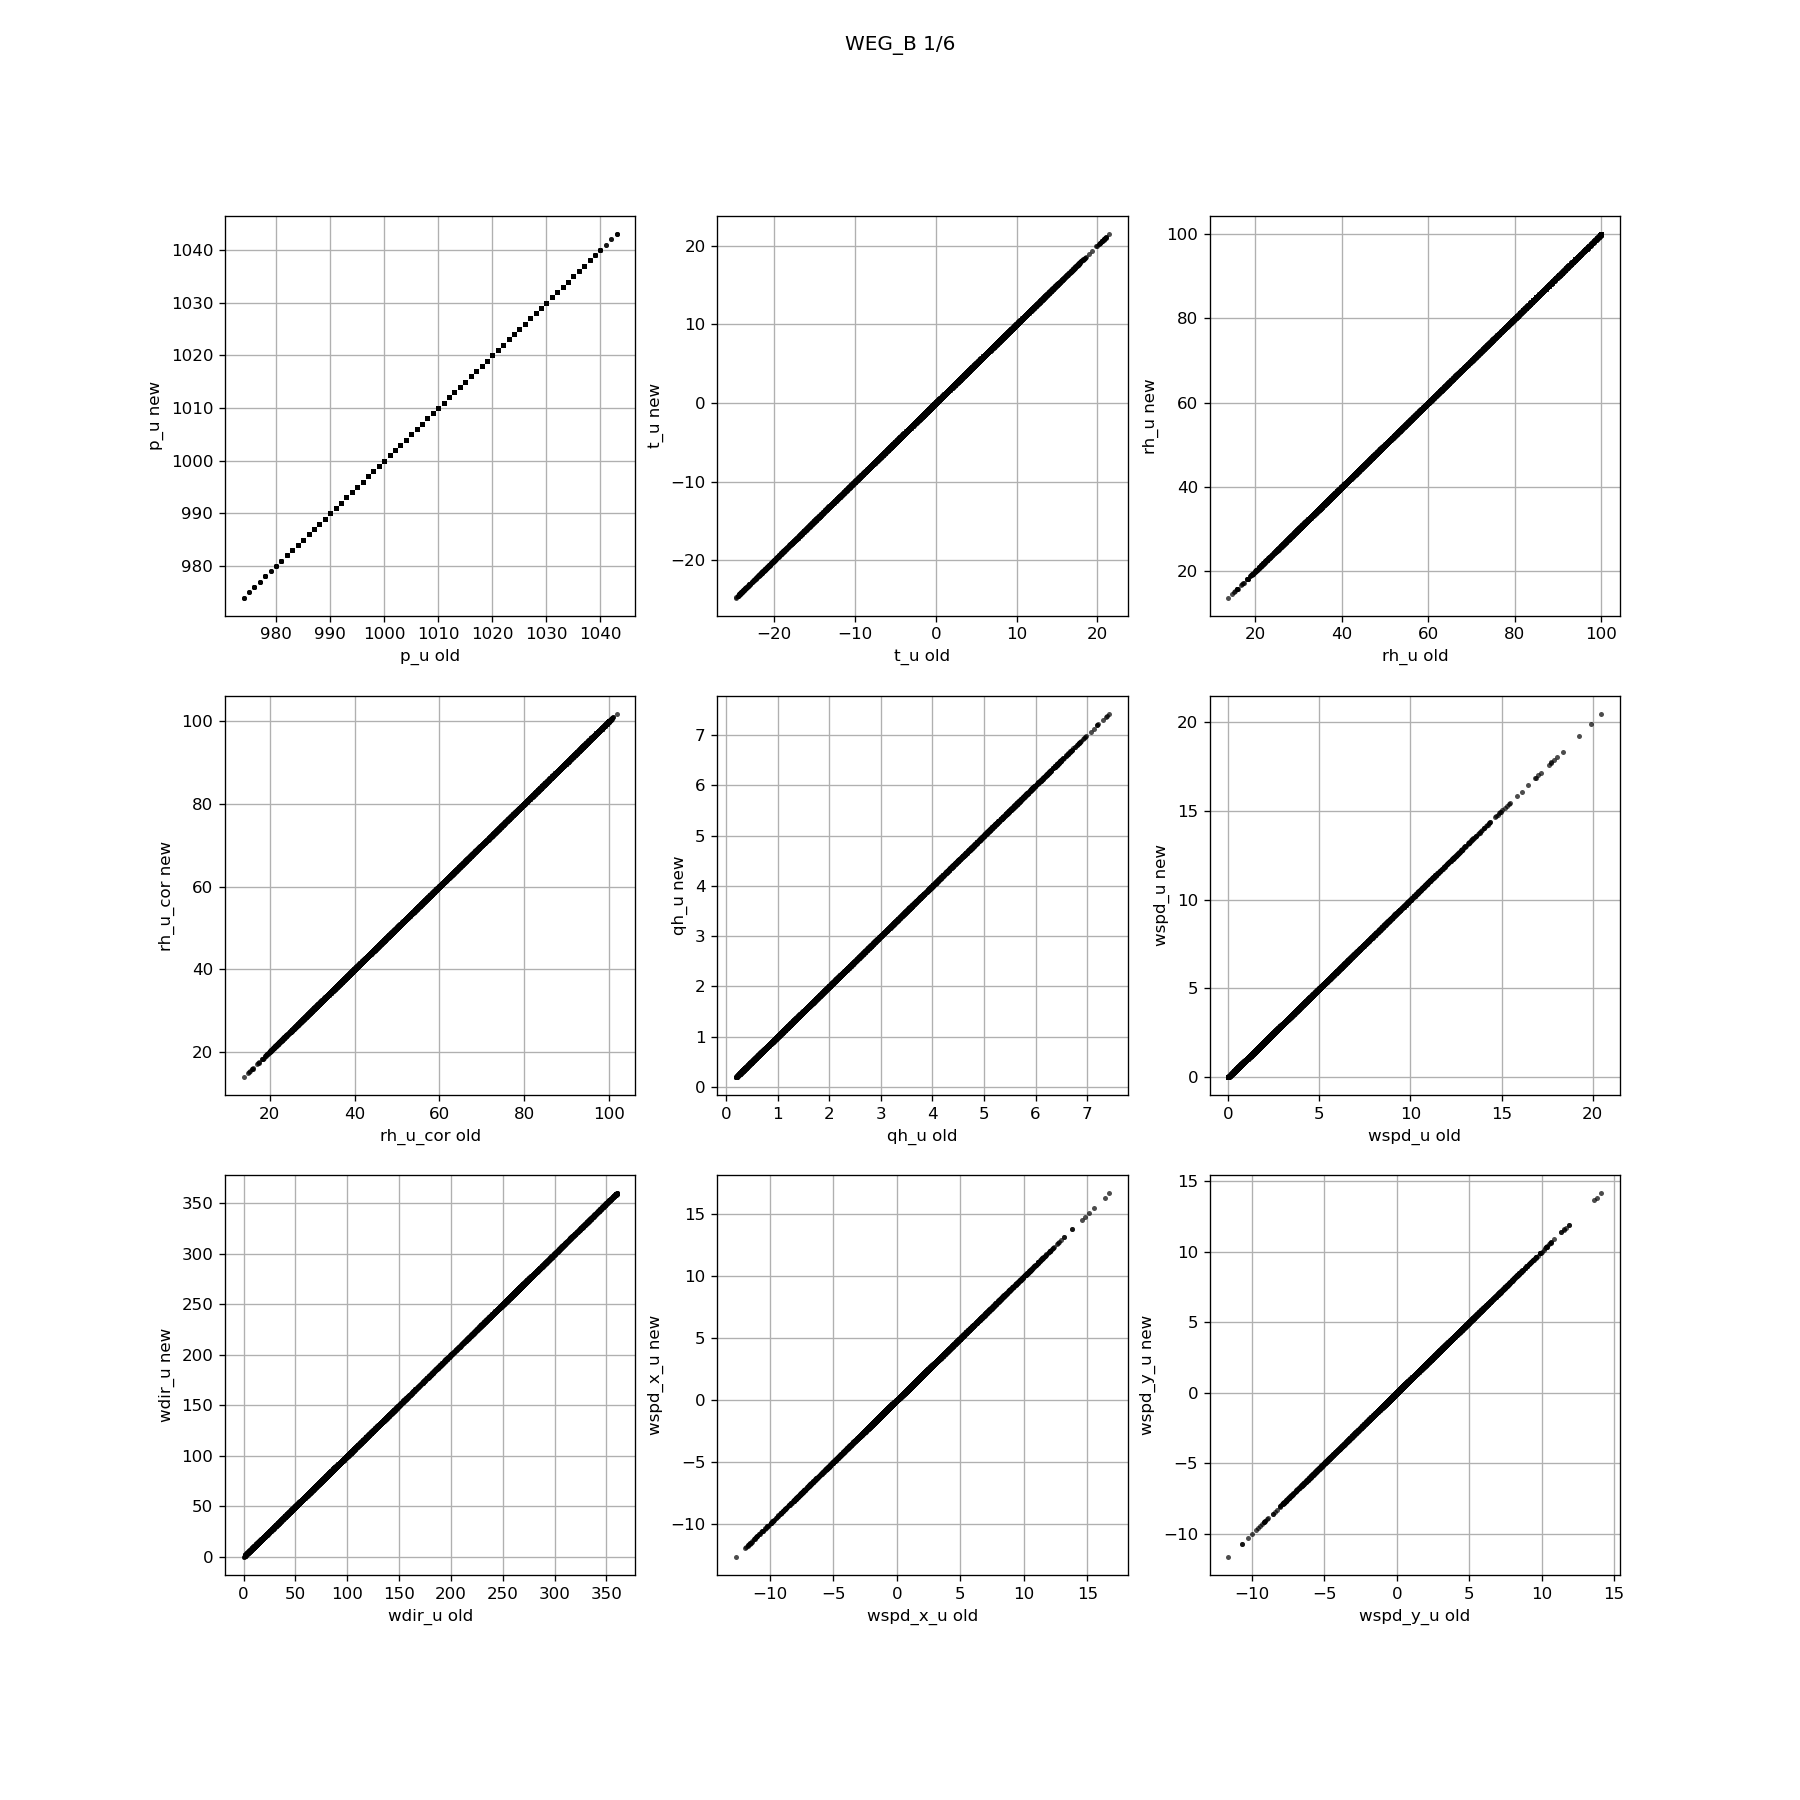 WEG_B 1/6
1040
1030
1020
1010
1000
990
980
p_u new
980 990 1000 1010 1020 1030 1040
p_u old
20
10
0
−10
−20
t_u new
−20 −10 0 10 20
t_u old
100
80
60
40
20
rh_u new
20 40 60 80 100
rh_u old
100
80
60
40
20
rh_u_cor new
20 40 60 80 100
rh_u_cor old
7
6
5
4
3
2
1
0
qh_u new
0 1 2 3 4 5 6 7
qh_u old
20
15
10
5
0
wspd_u new
0 5 10 15 20
wspd_u old
350
300
250
200
150
100
50
0
wdir_u new
0 50 100 150 200 250 300 350
wdir_u old
15
10
5
0
−5
−10
wspd_x_u new
−10 −5 0 5 10 15
wspd_x_u old
15
10
5
0
−5
−10
wspd_y_u new
−10 −5 0 5 10 15
wspd_y_u old